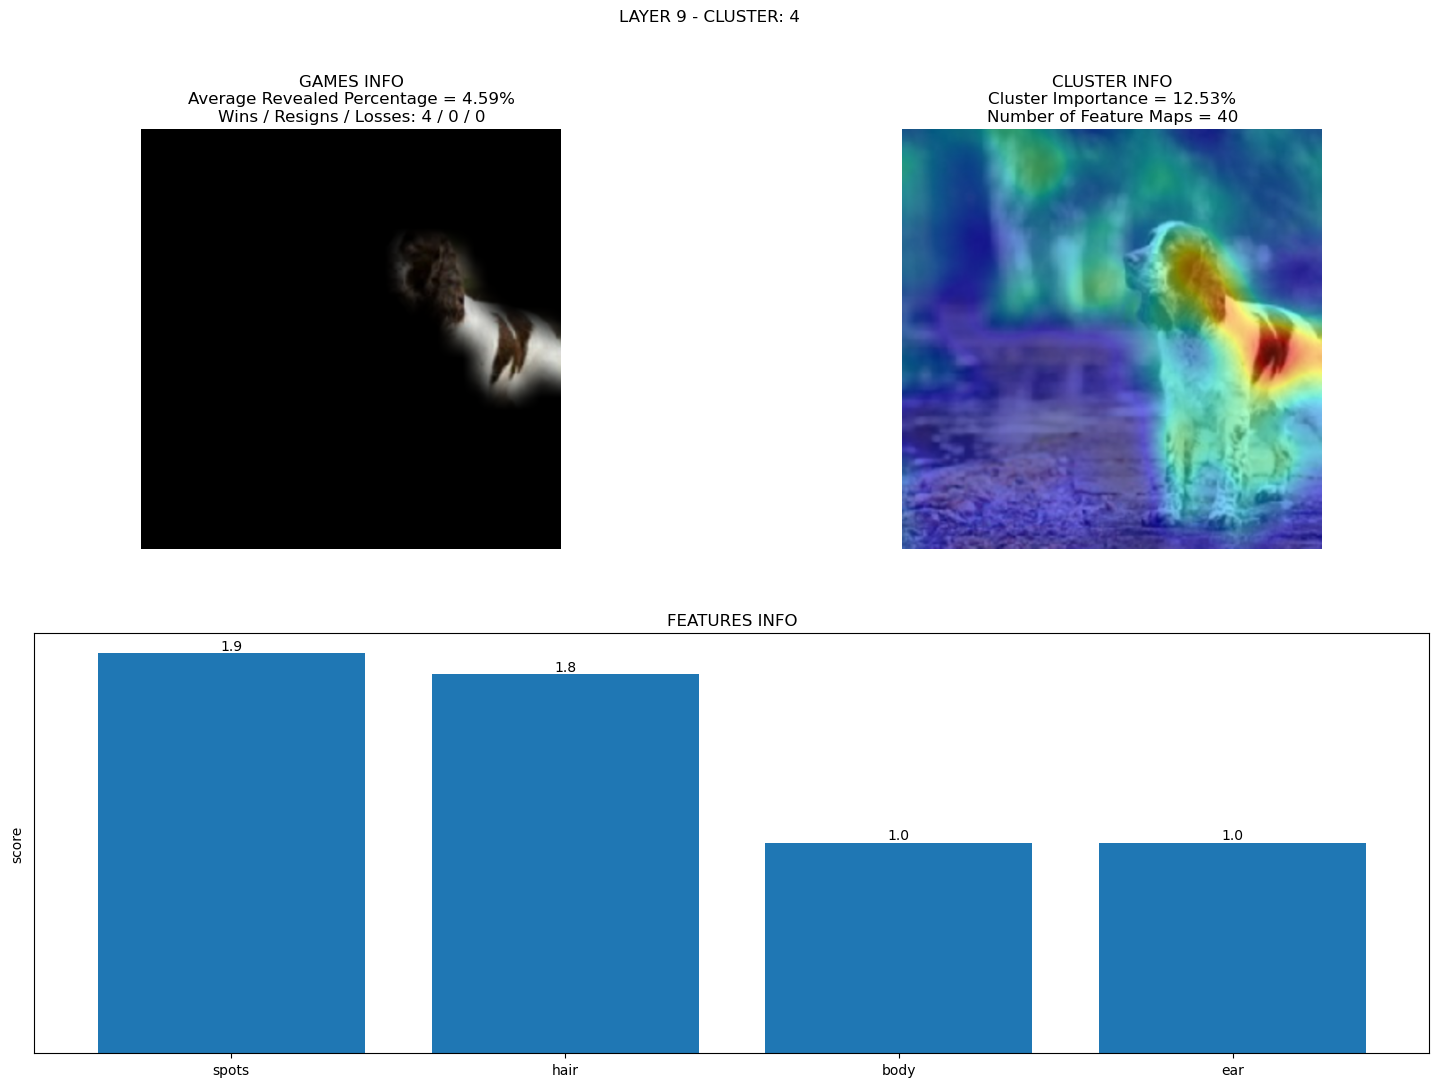 LAYER 9 - CLUSTER: 4
GAMES INFO
Average Revealed Percentage = 4.59%
Wins / Resigns / Losses: 4 / 0 / 0
CLUSTER INFO
Cluster Importance = 12.53%
Number of Feature Maps = 40
FEATURES INFO
score
1.9
1.8
1.0
1.0
spots
hair
body
ear